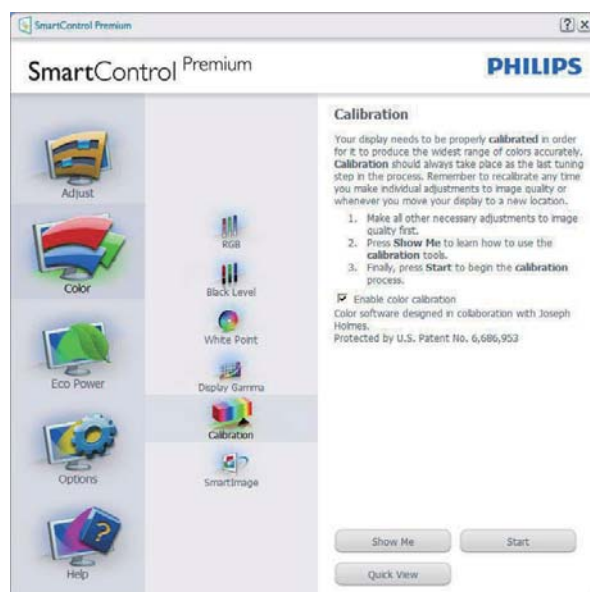 SmartControl Premium
SmartControl Premium
PHILIPS
Adjust
Color
Eco Power
Options
Help
RGB
Black Level
White Point
Display Gamma
Calibration
SmartImage
Calibration
Your display needs to be properly calibrated in order
for it to produce the widest range of colors accurately.
Calibration should always take place as the last tuning
step in the process. Remember to recalibrate any time
you make individual adjustments to image quality or
whenever you move your display to a new location.
1. Make all other necessary adjustments to image
quality first.
2. Press Show Me to learn how to use the
calibration tools.
3. Finally, press Start to begin the calibration
process.
Enable color calibration
Color software designed in collaboration with Joseph
Holmes.
Protected by U.S. Patent No. 6,686,953
Show Me
Start
Quick View